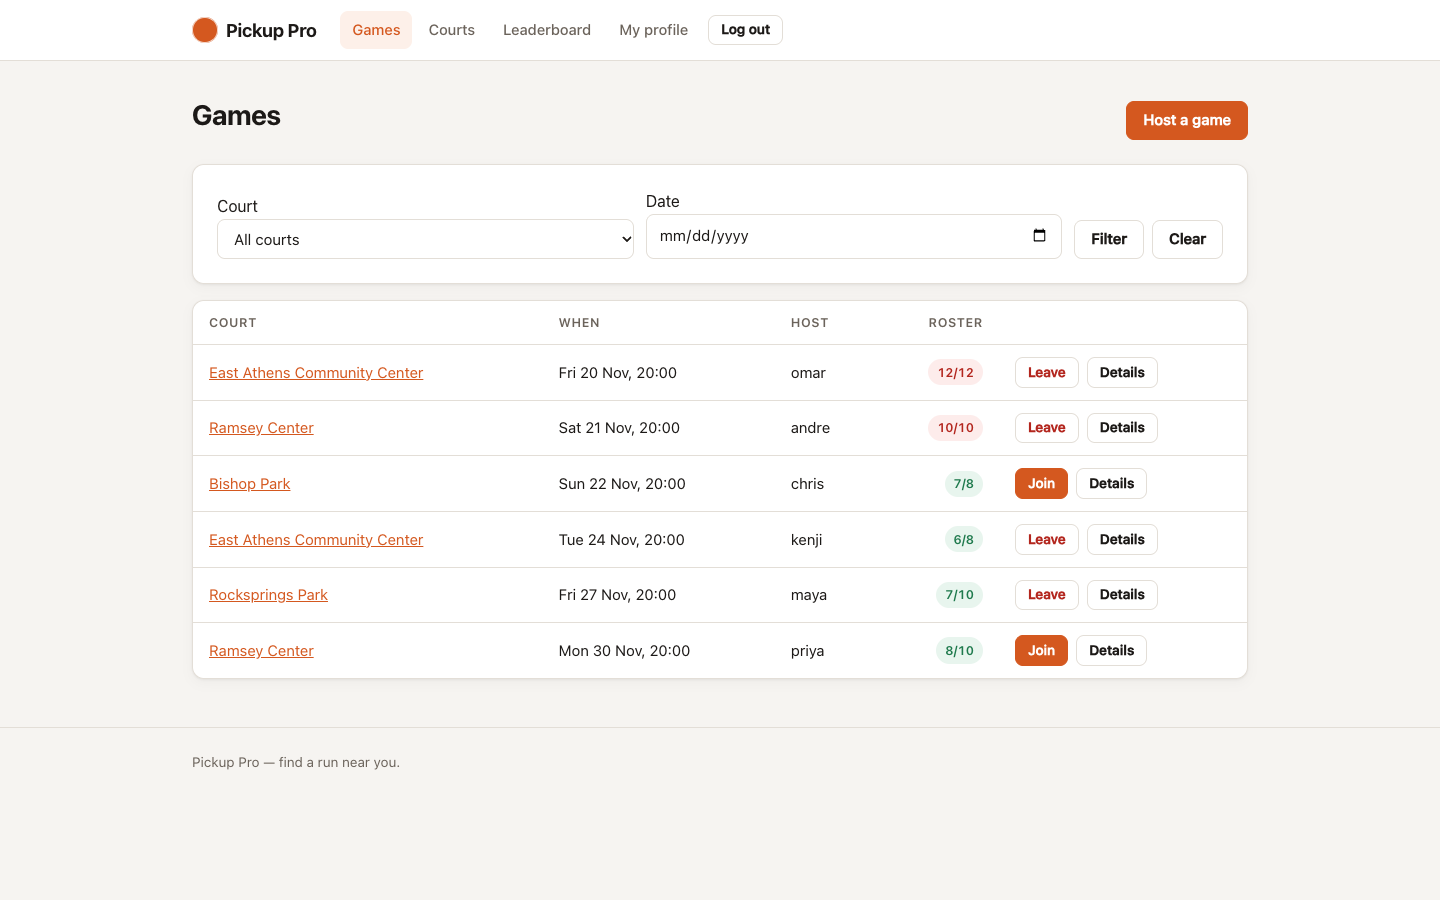 Pickup Pro Games Courts Leaderboard My profile Log out
Games Host a game
Court Date
All courts mm/dd/yyyy Filter Clear
COURT WHEN HOST ROSTER
East Athens Community Center Fri 20 Nov, 20:00 omar 12/12 Leave Details
Ramsey Center Sat 21 Nov, 20:00 andre 10/10 Leave Details
Bishop Park Sun 22 Nov, 20:00 chris 7/8 Join Details
East Athens Community Center Tue 24 Nov, 20:00 kenji 6/8 Leave Details
Rocksprings Park Fri 27 Nov, 20:00 maya 7/10 Leave Details
Ramsey Center Mon 30 Nov, 20:00 priya 8/10 Join Details
Pickup Pro — find a run near you.